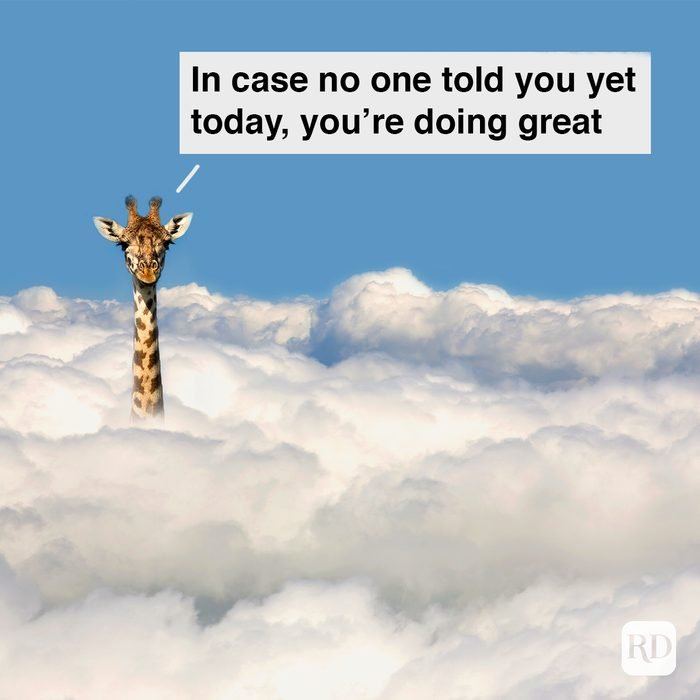 In case no one told you yet
today, you’re doing great
RD